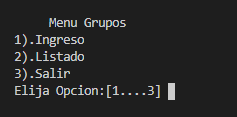 Menu Grupos
1).Ingreso
2).Listado
3).Salir
Elija Opcion:[1....3]